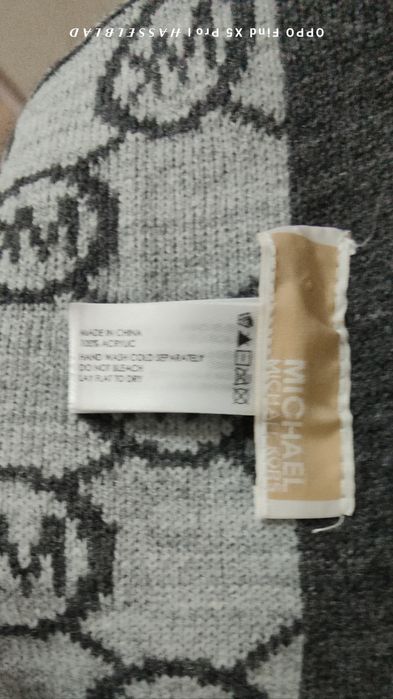 OPPO Find X5 Pro | HASSELBLAD
MICHAEL
MICHAEL KORS
MADE IN CHINA
100% ACRYLIC
HAND WASH COLD SEPARATELY
DO NOT BLEACH
LAY FLAT TO DRY